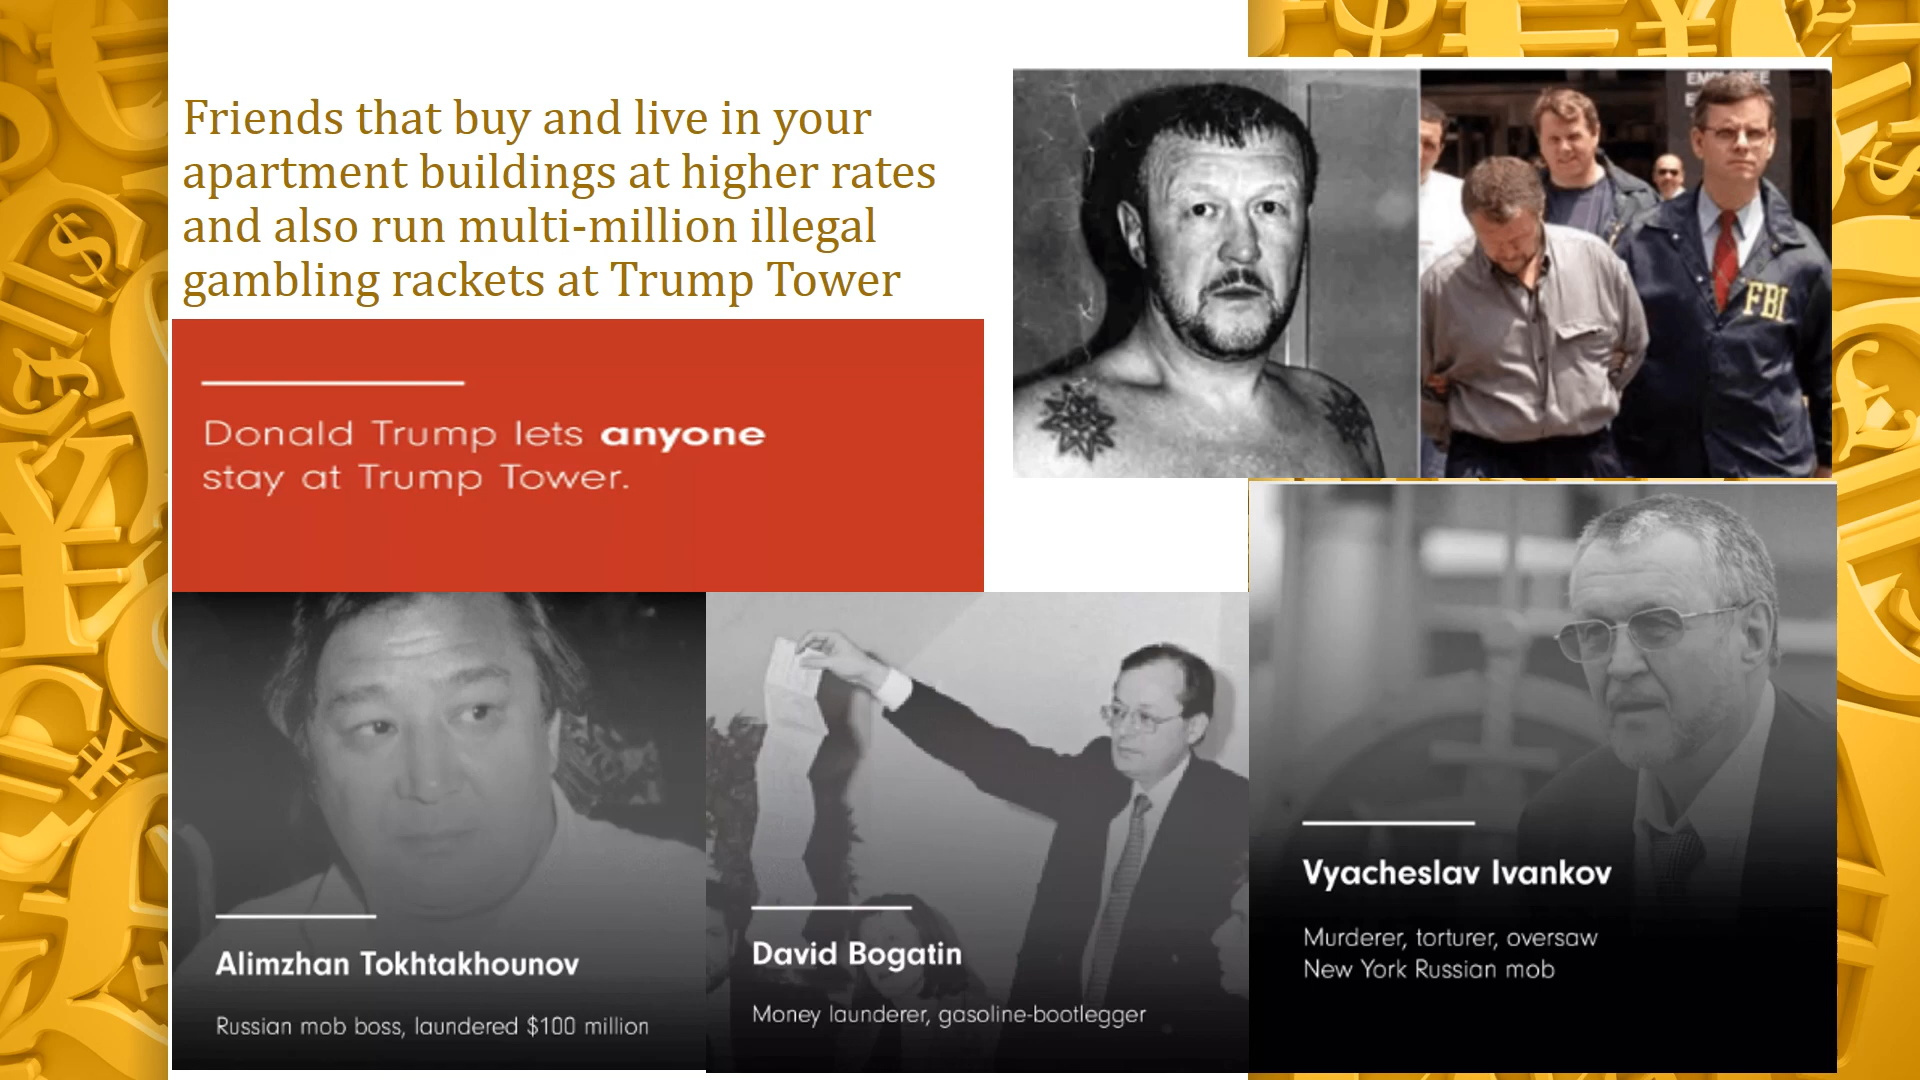 Friends that buy and live in your
apartment buildings at higher rates
and also run multi-million illegal
gambling rackets at Trump Tower
Donald Trump lets anyone
stay at Trump Tower.
FBI
Alimzhan Tokhtakhounov
Russian mob boss, laundered $100 million
David Bogatin
Money launderer, gasoline-bootlegger
Vyacheslav Ivankov
Murderer, torturer, oversaw
New York Russian mob